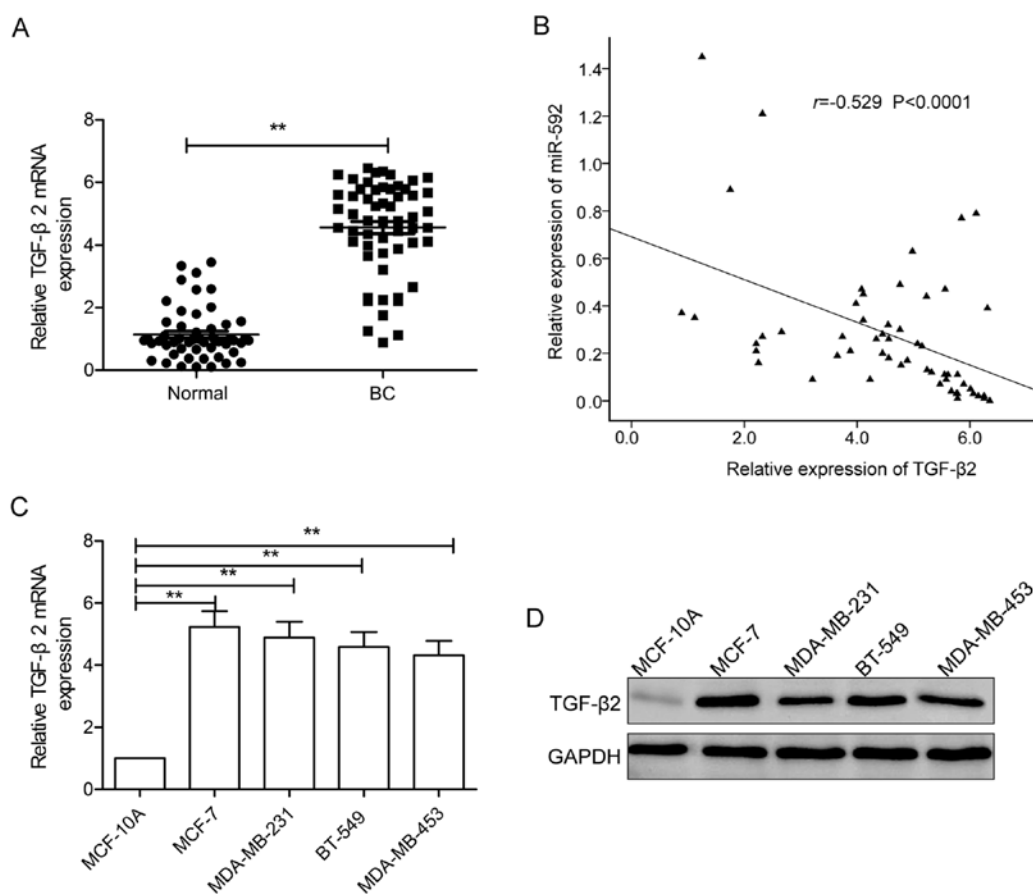 A
Relative TGF-β 2 mRNA
expression
8
6
4
2
0
**
Normal
BC
B
Relative expression of miR-592
1.4
1.2
1.0
0.8
0.6
0.4
0.2
0.0
r=-0.529 P<0.0001
0.0
2.0
4.0
6.0
Relative expression of TGF-β2
C
Relative TGF-β 2 mRNA
expression
8
6
4
2
0
**
**
**
**
MCF-10A
MCF-7
MDA-MB-231
BT-549
MDA-MB-453
D
MCF-10A
MCF-7
MDA-MB-231
BT-549
MDA-MB-453
TGF-β2
GAPDH